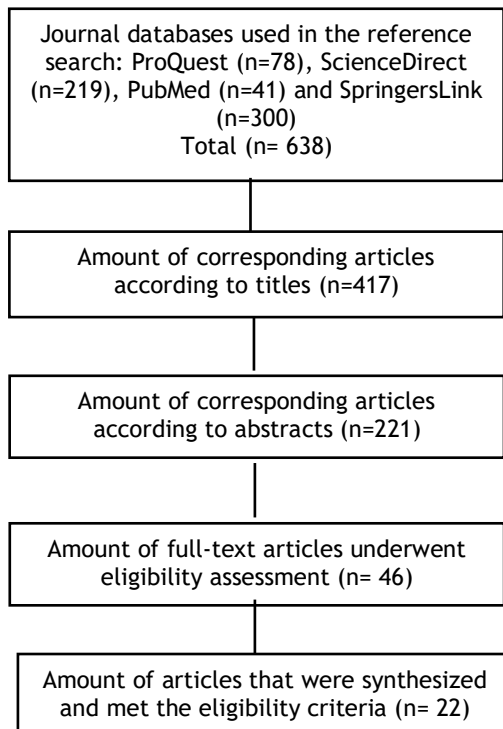 Journal databases used in the reference
search: ProQuest (n=78), ScienceDirect
(n=219), PubMed (n=41) and SpringersLink
(n=300)
Total (n= 638)
Amount of corresponding articles
according to titles (n=417)
Amount of corresponding articles
according to abstracts (n=221)
Amount of full-text articles underwent
eligibility assessment (n= 46)
Amount of articles that were synthesized
and met the eligibility criteria (n= 22)